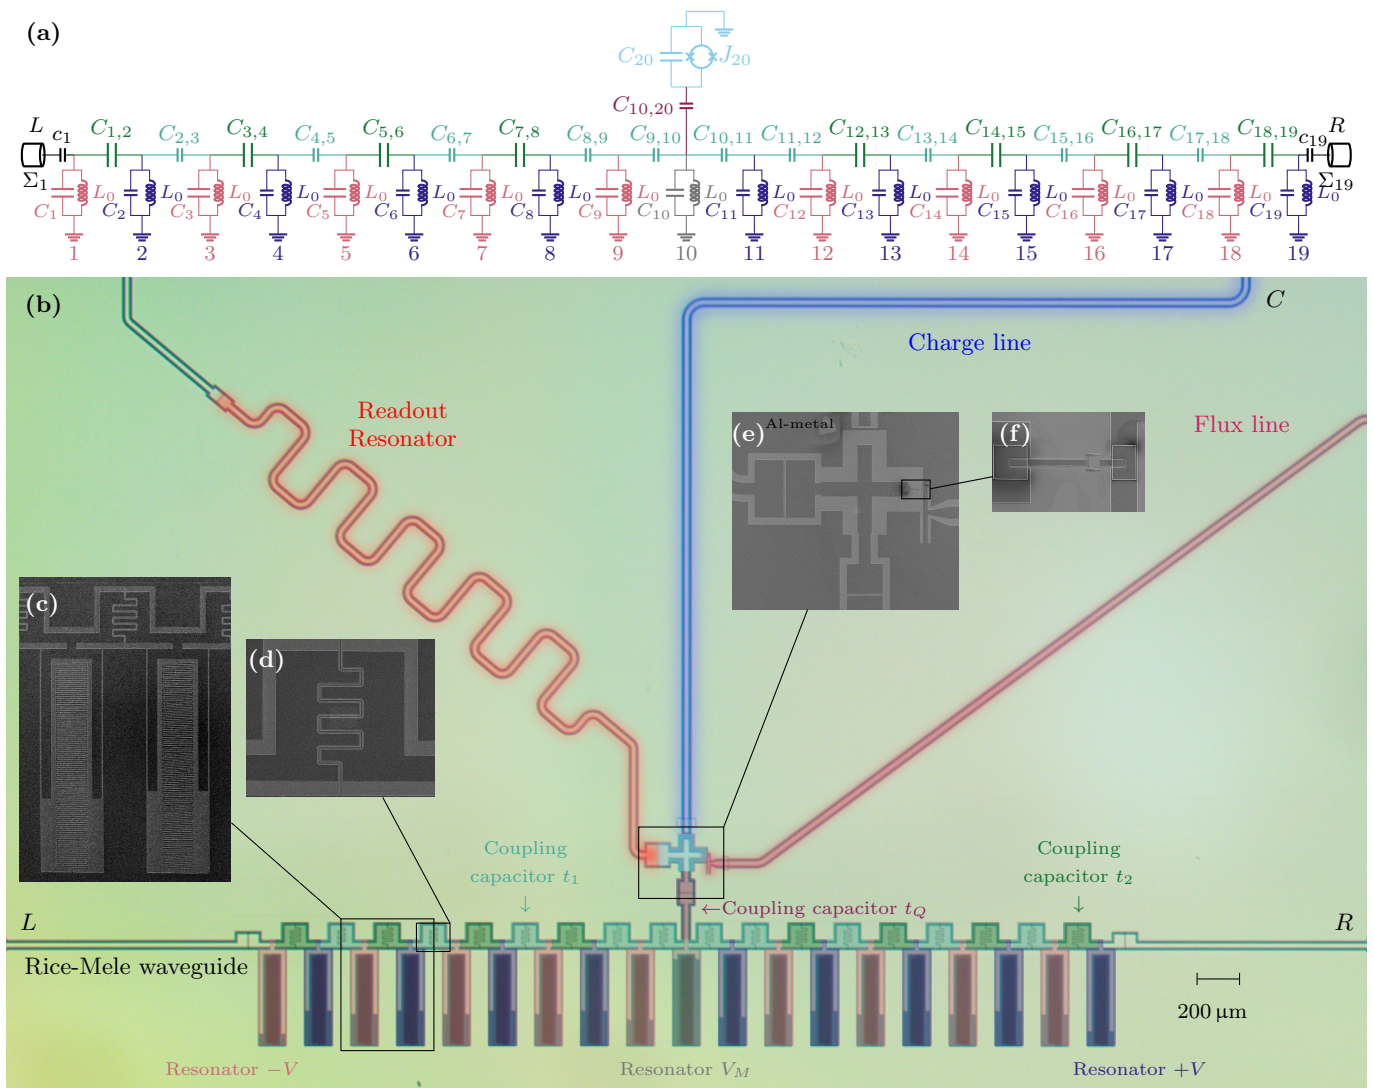 (a)
C20 J20
C10,20
L c1 C1,2 C2,3 C3,4 C4,5 C5,6 C6,7 C7,8 C8,9 C9,10 C10,11 C11,12 C12,13 C13,14 C14,15 C15,16 C16,17 C17,18 C18,19 c19 R
Σ1 Σ19
L0 L0 L0 L0 L0 L0 L0 L0 L0 L0 L0 L0 L0 L0 L0 L0 L0 L0 L0
C1 C2 C3 C4 C5 C6 C7 C8 C9 C10 C11 C12 C13 C14 C15 C16 C17 C18 C19
1 2 3 4 5 6 7 8 9 10 11 12 13 14 15 16 17 18 19
(b)
C
Charge line
Readout
Resonator
Flux line
(e) Al-metal
(f)
(c)
(d)
Coupling
capacitor t1
↓
Coupling
capacitor t2
↓
←Coupling capacitor tQ
L
R
Rice-Mele waveguide
200 µm
Resonator −V
Resonator VM
Resonator +V